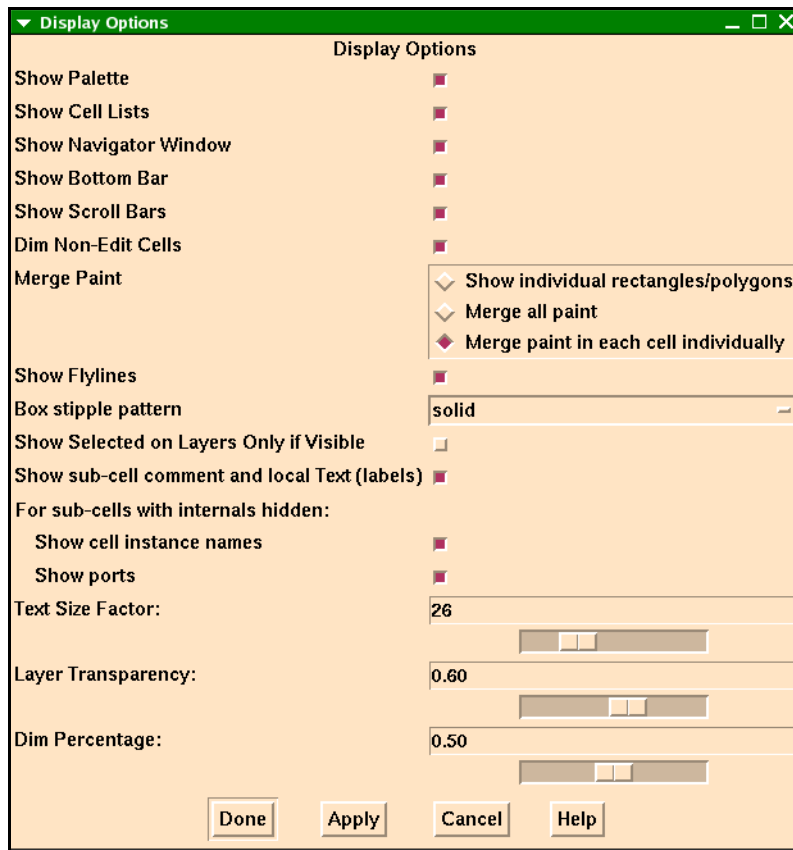 Display Options
Display Options
Show Palette
Show Cell Lists
Show Navigator Window
Show Bottom Bar
Show Scroll Bars
Dim Non-Edit Cells
Merge Paint
Show individual rectangles/polygons
Merge all paint
Merge paint in each cell individually
Show Flylines
Box stipple pattern solid
Show Selected on Layers Only if Visible
Show sub-cell comment and local Text (labels)
For sub-cells with internals hidden:
Show cell instance names
Show ports
Text Size Factor: 26
Layer Transparency: 0.60
Dim Percentage: 0.50
Done Apply Cancel Help